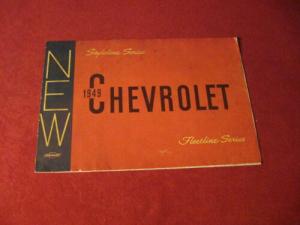 NEW
Styleline Series
1949
CHEVROLET
Fleetline Series